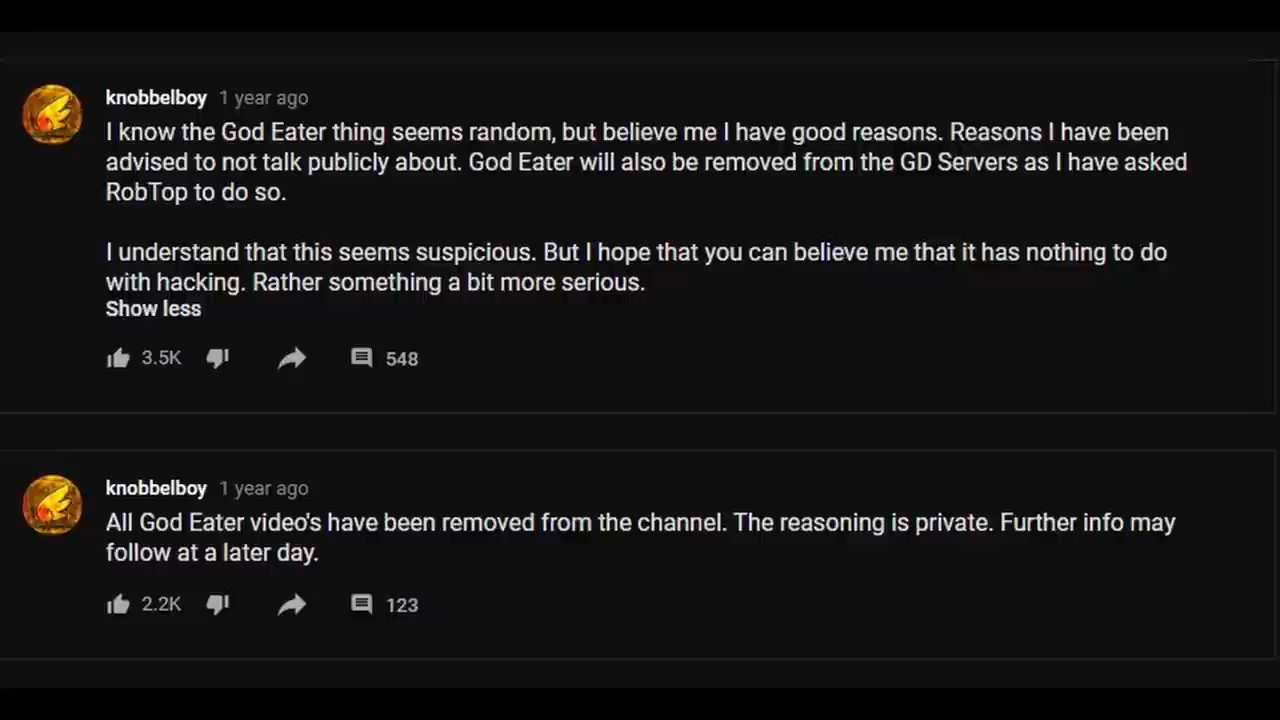 knobbelboy 1 year ago
I know the God Eater thing seems random, but believe me I have good reasons. Reasons I have been
advised to not talk publicly about. God Eater will also be removed from the GD Servers as I have asked
RobTop to do so.
I understand that this seems suspicious. But I hope that you can believe me that it has nothing to do
with hacking. Rather something a bit more serious.
Show less
3.5K 548
knobbelboy 1 year ago
All God Eater video's have been removed from the channel. The reasoning is private. Further info may
follow at a later day.
2.2K 123